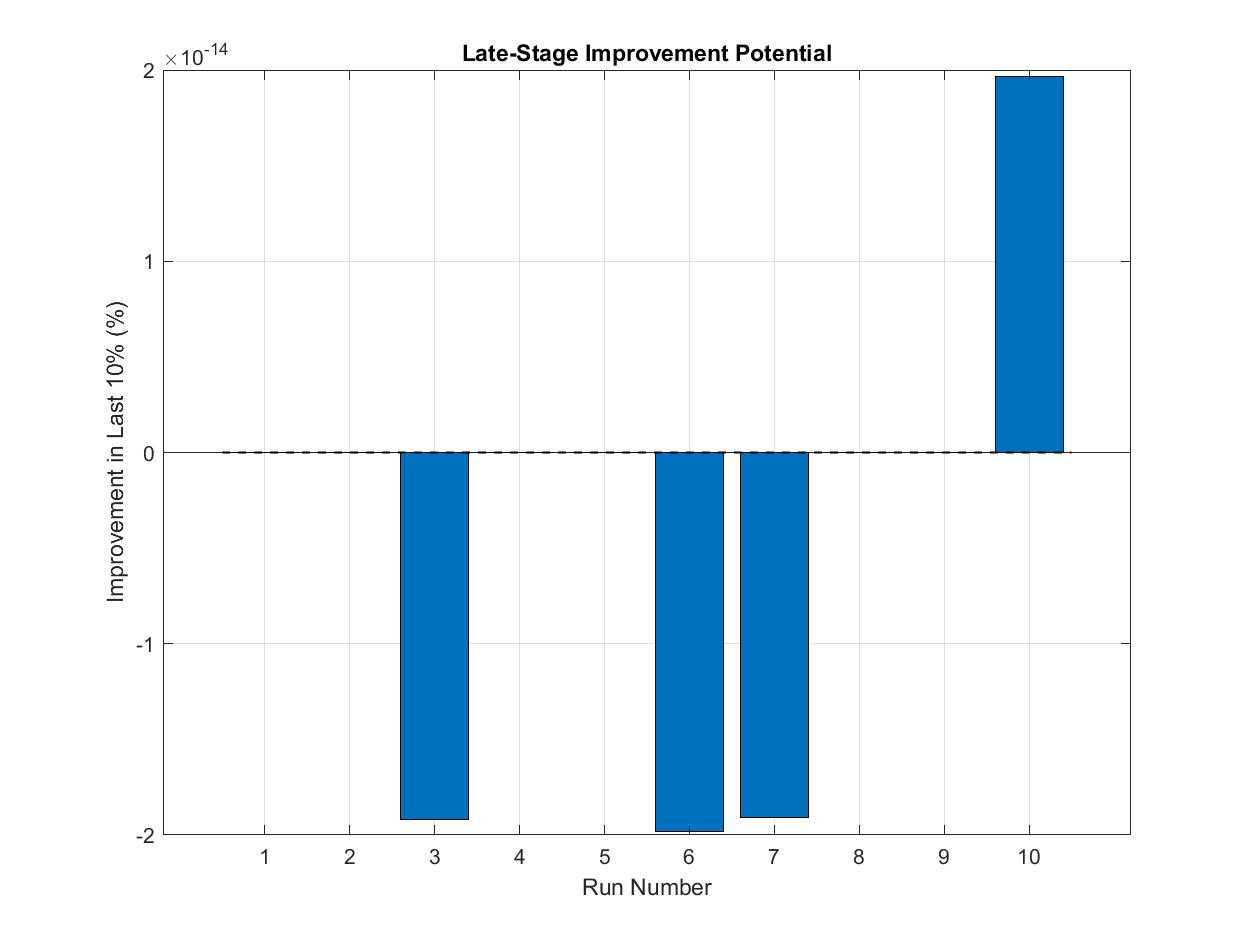 Late-Stage Improvement Potential
×10-14
2
1
0
-1
-2
Improvement in Last 10% (%)
1 2 3 4 5 6 7 8 9 10
Run Number